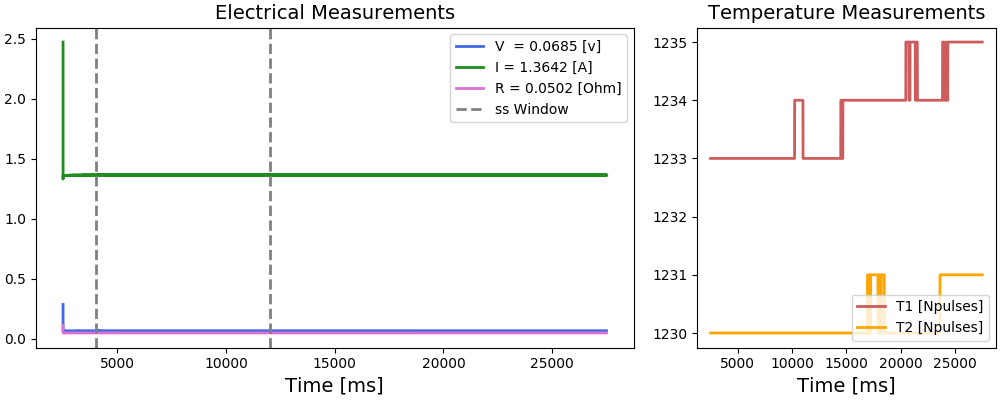 Electrical Measurements
2.5
2.0
1.5
1.0
0.5
0.0
V  = 0.0685 [v]
I = 1.3642 [A]
R = 0.0502 [Ohm]
ss Window
5000 10000 15000 20000 25000
Time [ms]
Temperature Measurements
1235
1234
1233
1232
1231
1230
T1 [Npulses]
T2 [Npulses]
5000 10000 15000 20000 25000
Time [ms]